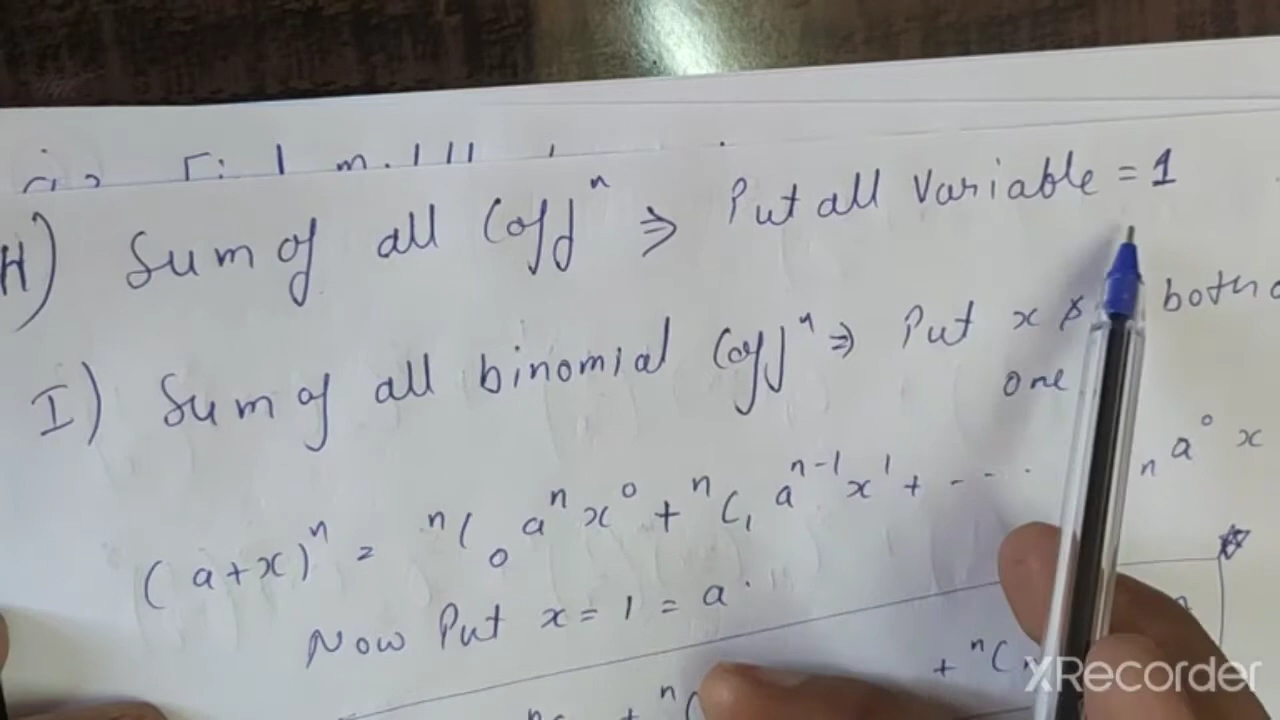 H) Sum of all Coffⁿ ⇒ Put all Variable = 1
I) Sum of all binomial Coffⁿ ⇒ Put x both
one
(a+x)ⁿ = ⁿC₀ aⁿ x⁰ + ⁿC₁ aⁿ⁻¹ x¹ + ---- ₙ a⁰ x
Now Put x = 1 = a.
+ ⁿC
XRecorder